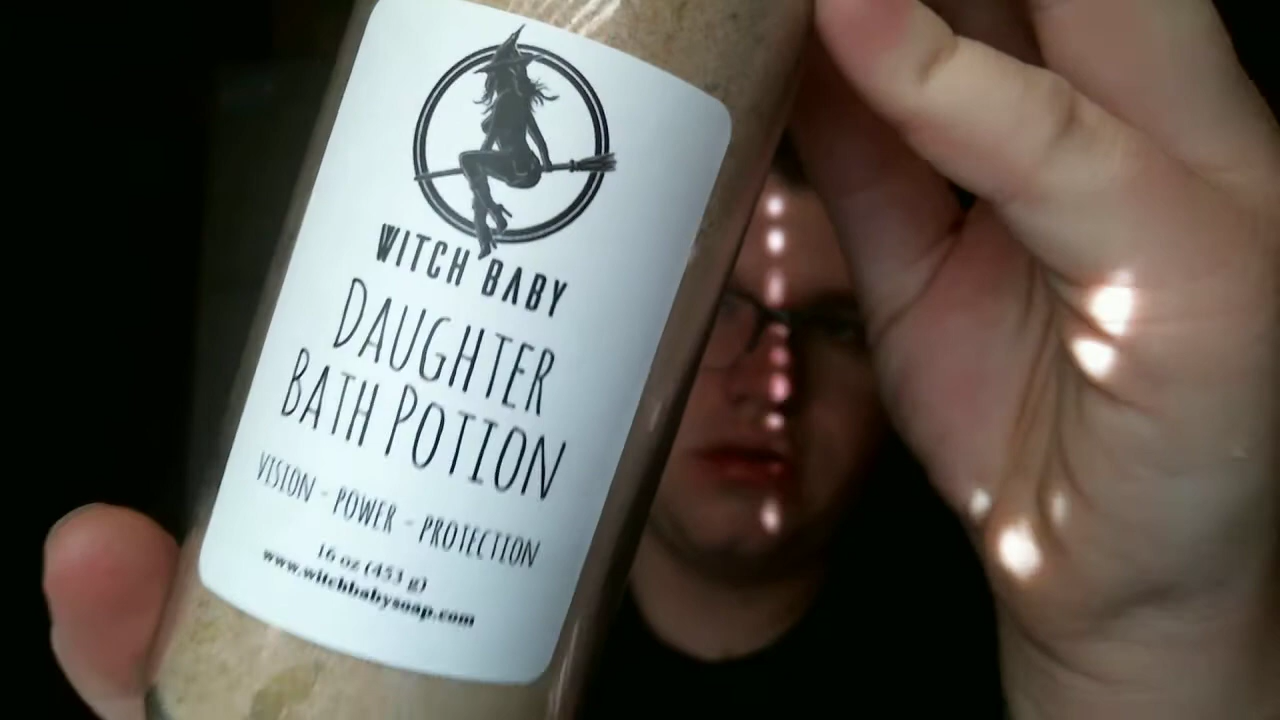 WITCH BABY
DAUGHTER
BATH POTION
VISION - POWER - PROTECTION
16 oz (453 g)
www.witchbabysoap.com